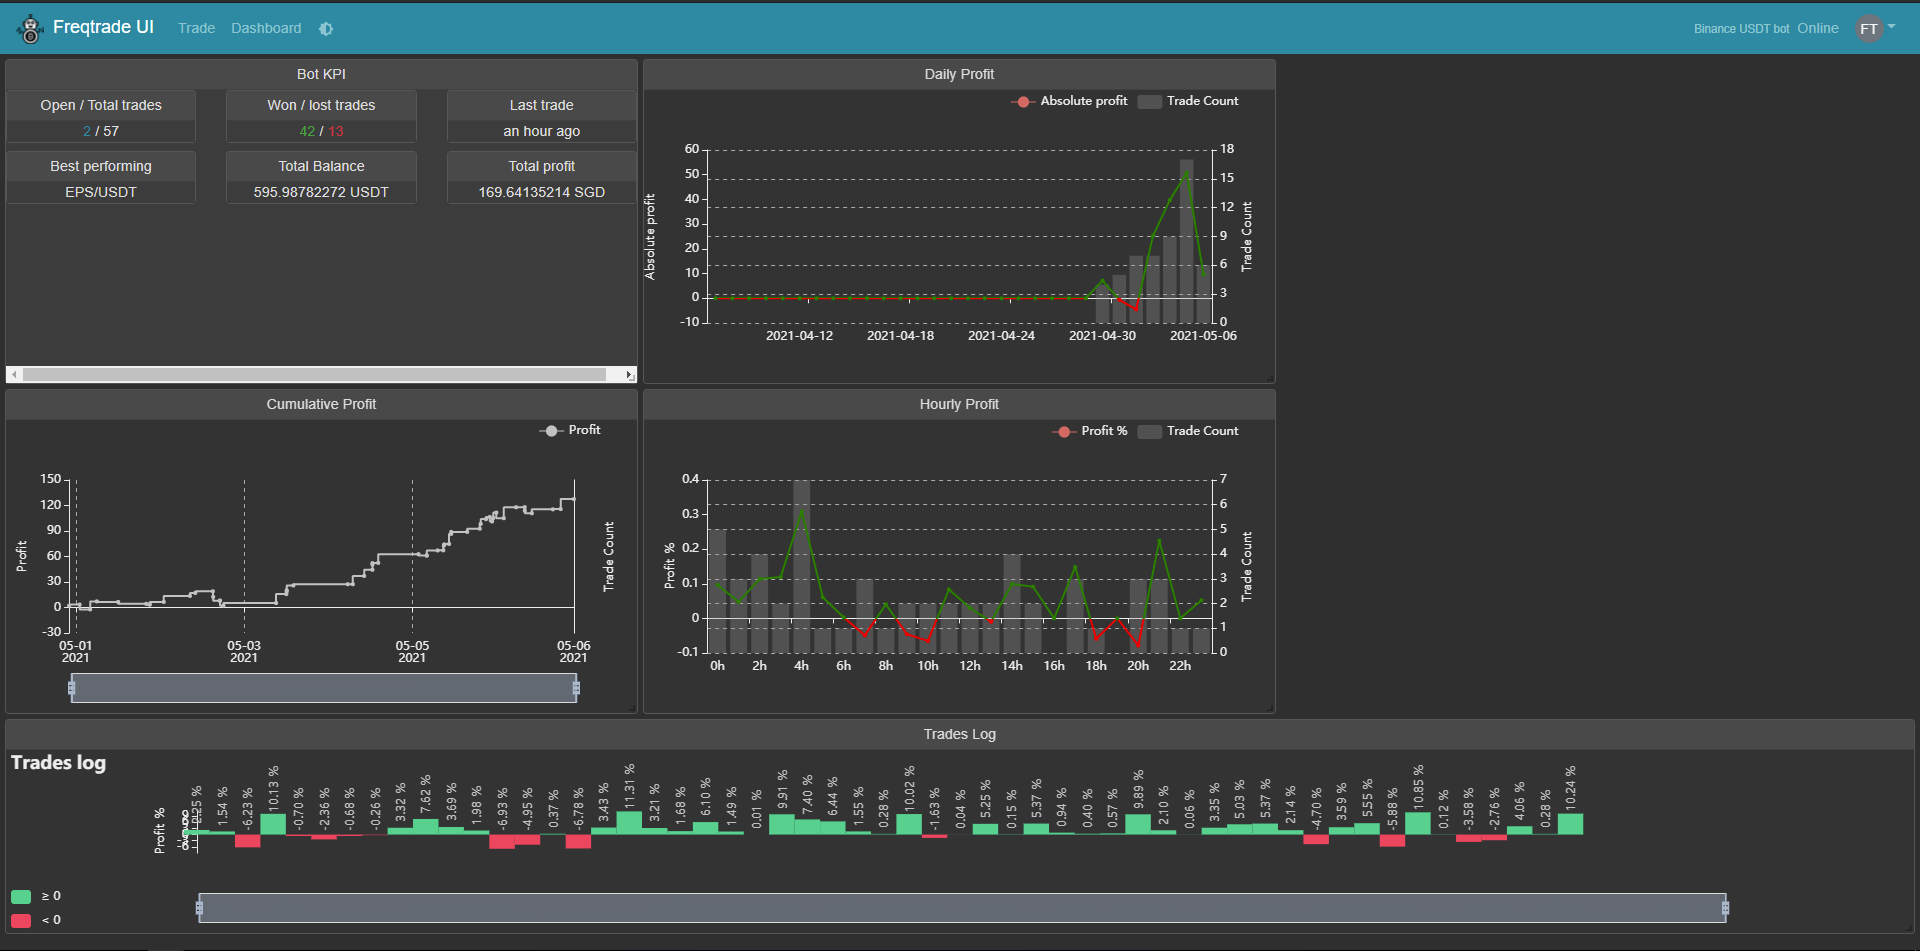 Freqtrade UI
Trade
Dashboard
Binance USDT bot
Online
FT
Bot KPI
Open / Total trades
2 / 57
Won / lost trades
42 / 13
Last trade
an hour ago
Best performing
EPS/USDT
Total Balance
595.98782272 USDT
Total profit
169.64135214 SGD
Daily Profit
Absolute profit
Trade Count
60
50
40
30
20
10
0
-10
Absolute profit
18
15
12
9
6
3
0
Trade Count
2021-04-12
2021-04-18
2021-04-24
2021-04-30
2021-05-06
Cumulative Profit
Profit
150
120
90
60
30
0
-30
Profit
Trade Count
05-01
2021
05-03
2021
05-05
2021
05-06
2021
Hourly Profit
Profit %
Trade Count
0.4
0.3
0.2
0.1
0
-0.1
Profit %
7
6
5
4
3
2
1
0
Trade Count
0h
2h
4h
6h
8h
10h
12h
14h
16h
18h
20h
22h
Trades Log
Trades log
Profit %
1.54 %
-6.23 %
10.13 %
-0.70 %
-2.36 %
-0.68 %
-0.26 %
3.32 %
7.62 %
3.69 %
1.98 %
-6.93 %
-4.95 %
0.37 %
-6.78 %
3.43 %
11.31 %
3.21 %
1.68 %
6.10 %
1.49 %
0.01 %
9.91 %
7.40 %
6.44 %
1.55 %
0.28 %
10.02 %
-1.63 %
0.04 %
5.25 %
0.15 %
5.37 %
0.94 %
0.40 %
0.57 %
9.89 %
2.10 %
0.06 %
3.35 %
5.03 %
5.37 %
2.14 %
-4.70 %
3.59 %
5.55 %
-5.88 %
10.85 %
0.12 %
-3.58 %
-2.76 %
4.06 %
0.28 %
10.24 %
≥ 0
< 0